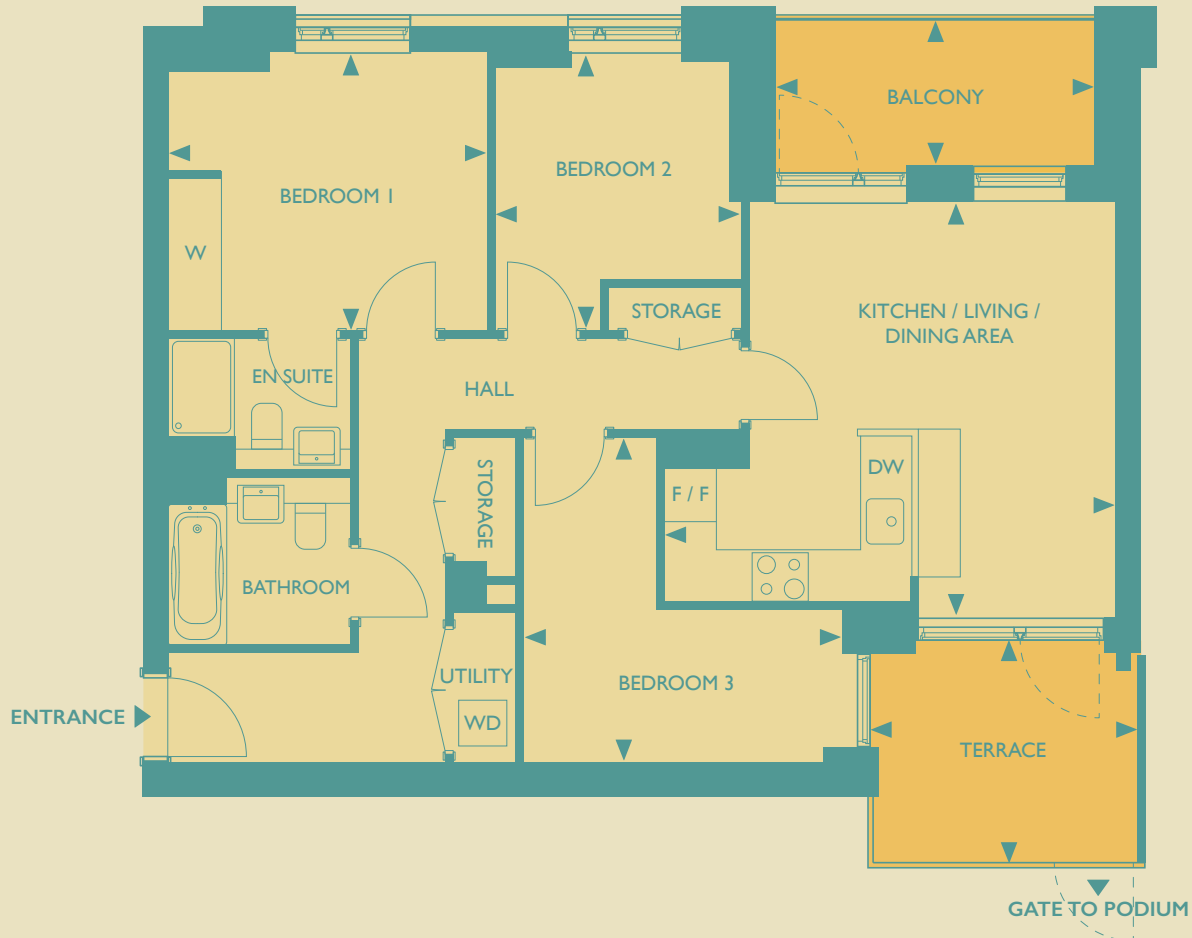 BALCONY
BEDROOM 2
BEDROOM 1
W
STORAGE
KITCHEN / LIVING /
DINING AREA
EN SUITE
HALL
DW
STORAGE
F / F
BATHROOM
UTILITY
BEDROOM 3
ENTRANCE
WD
TERRACE
GATE TO PODIUM